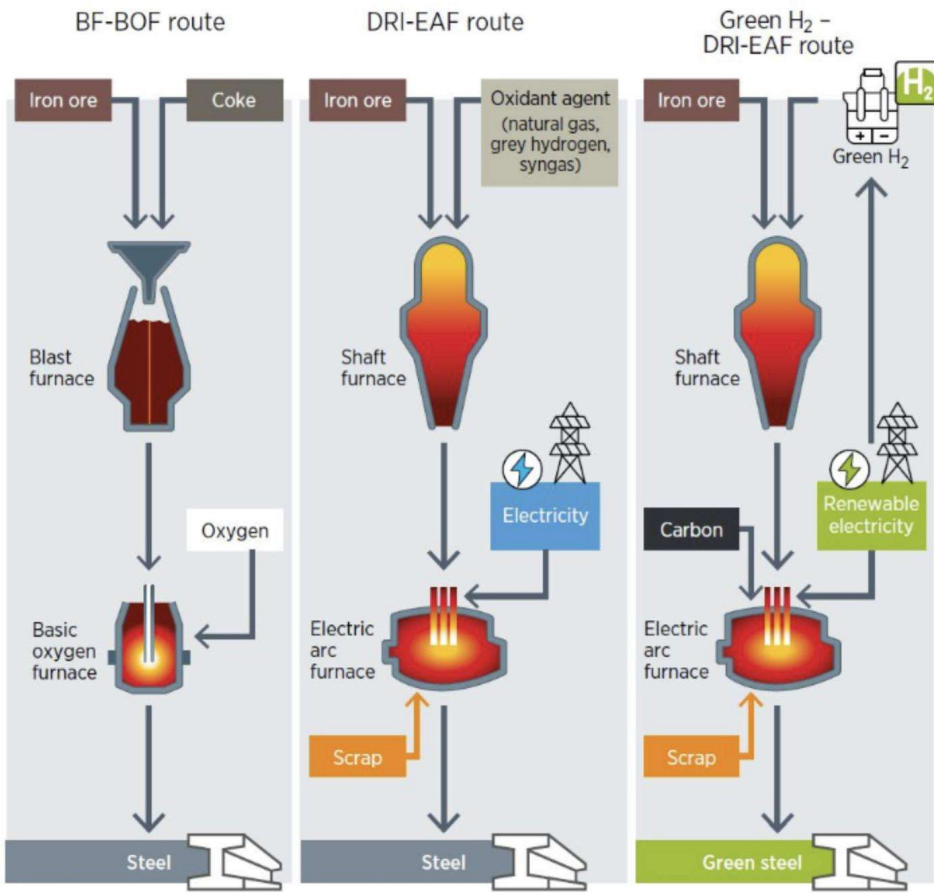 BF-BOF route
Iron ore
Coke
Blast
furnace
Oxygen
Basic
oxygen
furnace
Steel
DRI-EAF route
Iron ore
Oxidant agent
(natural gas,
grey hydrogen,
syngas)
Shaft
furnace
Electricity
Electric
arc
furnace
Scrap
Steel
Green H₂ –
DRI-EAF route
Iron ore
H₂
+ −
Green H₂
Shaft
furnace
Renewable
electricity
Carbon
Electric
arc
furnace
Scrap
Green steel